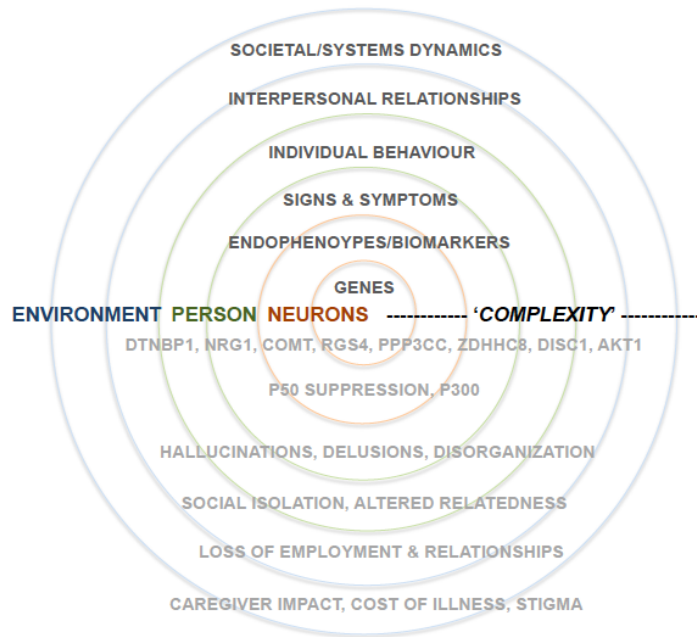 SOCIETAL/SYSTEMS DYNAMICS
INTERPERSONAL RELATIONSHIPS
INDIVIDUAL BEHAVIOUR
SIGNS & SYMPTOMS
ENDOPHENOYPES/BIOMARKERS
GENES
ENVIRONMENT PERSON NEURONS ------------ 'COMPLEXITY' -----------
DTNBP1, NRG1, COMT, RGS4, PPP3CC, ZDHHC8, DISC1, AKT1
P50 SUPPRESSION, P300
HALLUCINATIONS, DELUSIONS, DISORGANIZATION
SOCIAL ISOLATION, ALTERED RELATEDNESS
LOSS OF EMPLOYMENT & RELATIONSHIPS
CAREGIVER IMPACT, COST OF ILLNESS, STIGMA